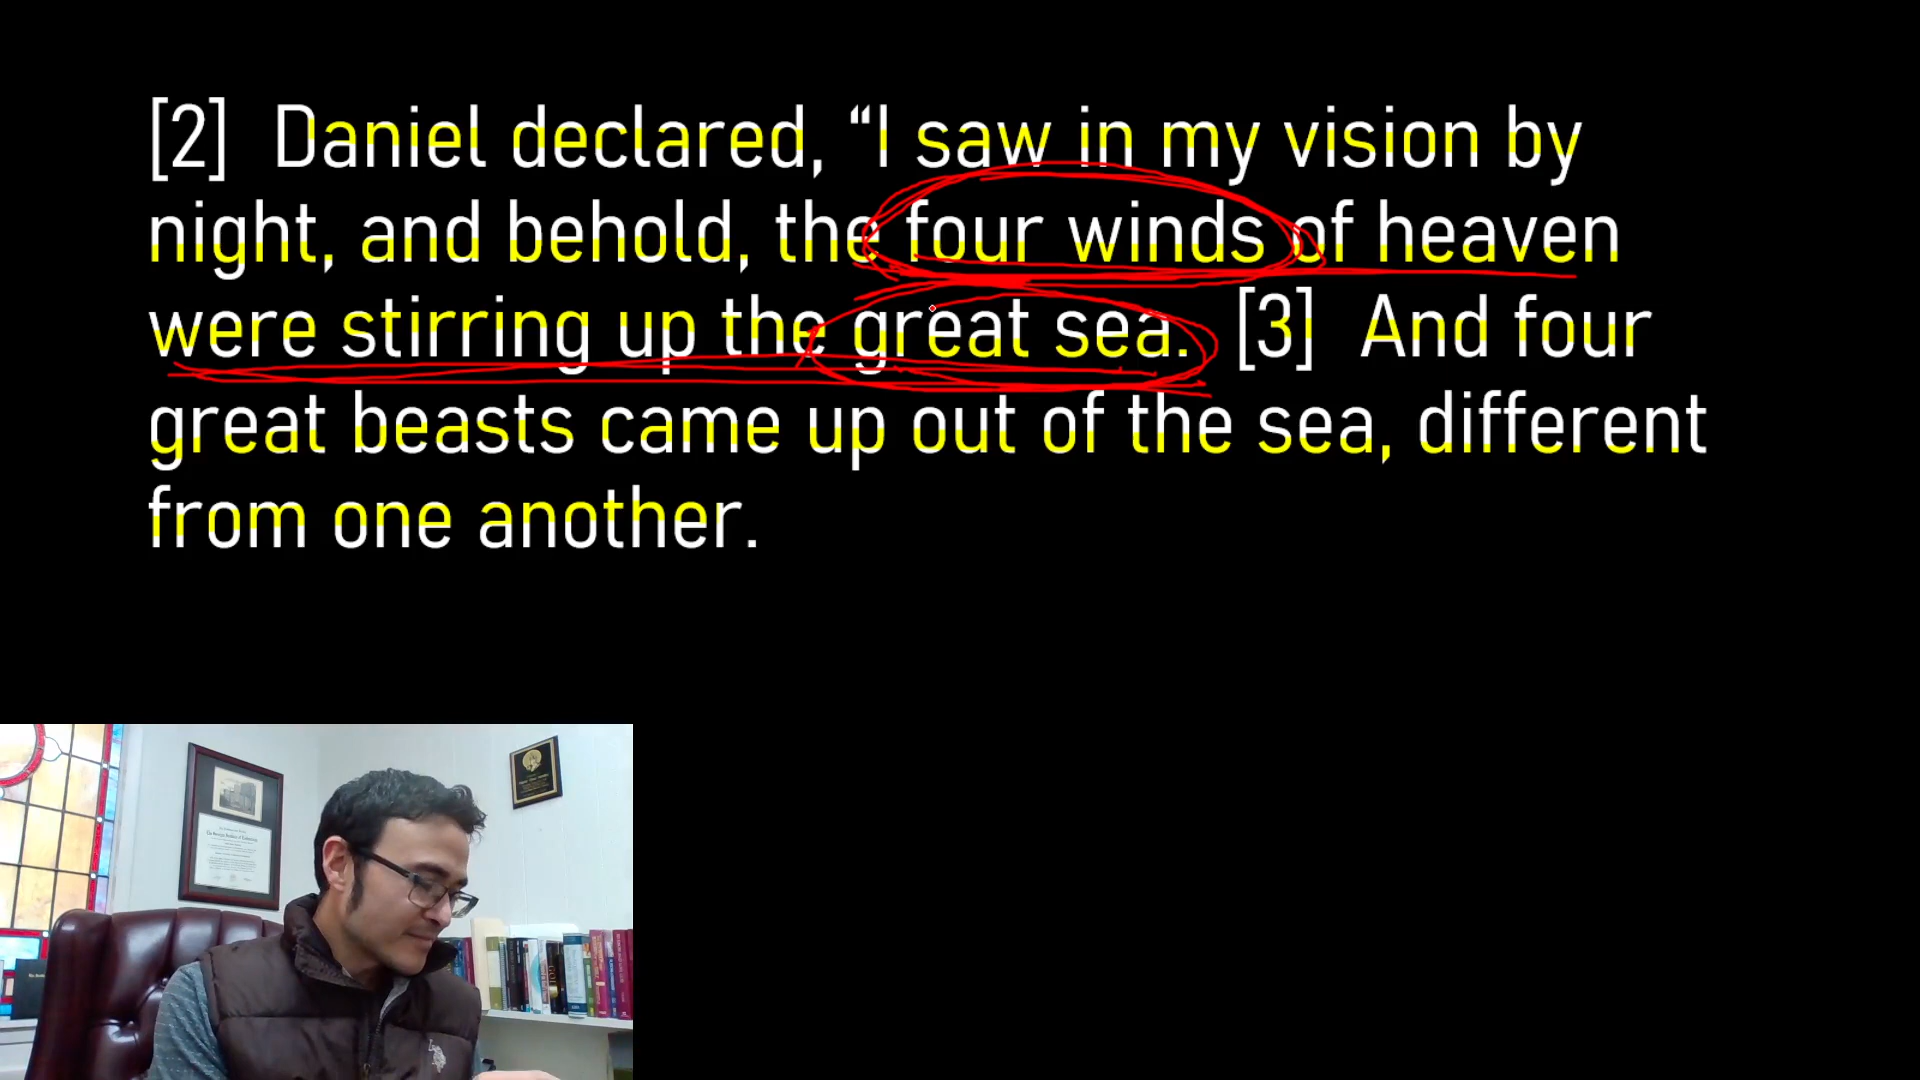 [2] Daniel declared, “I saw in my vision by
night, and behold, the four winds of heaven
were stirring up the great sea. [3] And four
great beasts came up out of the sea, different
from one another.